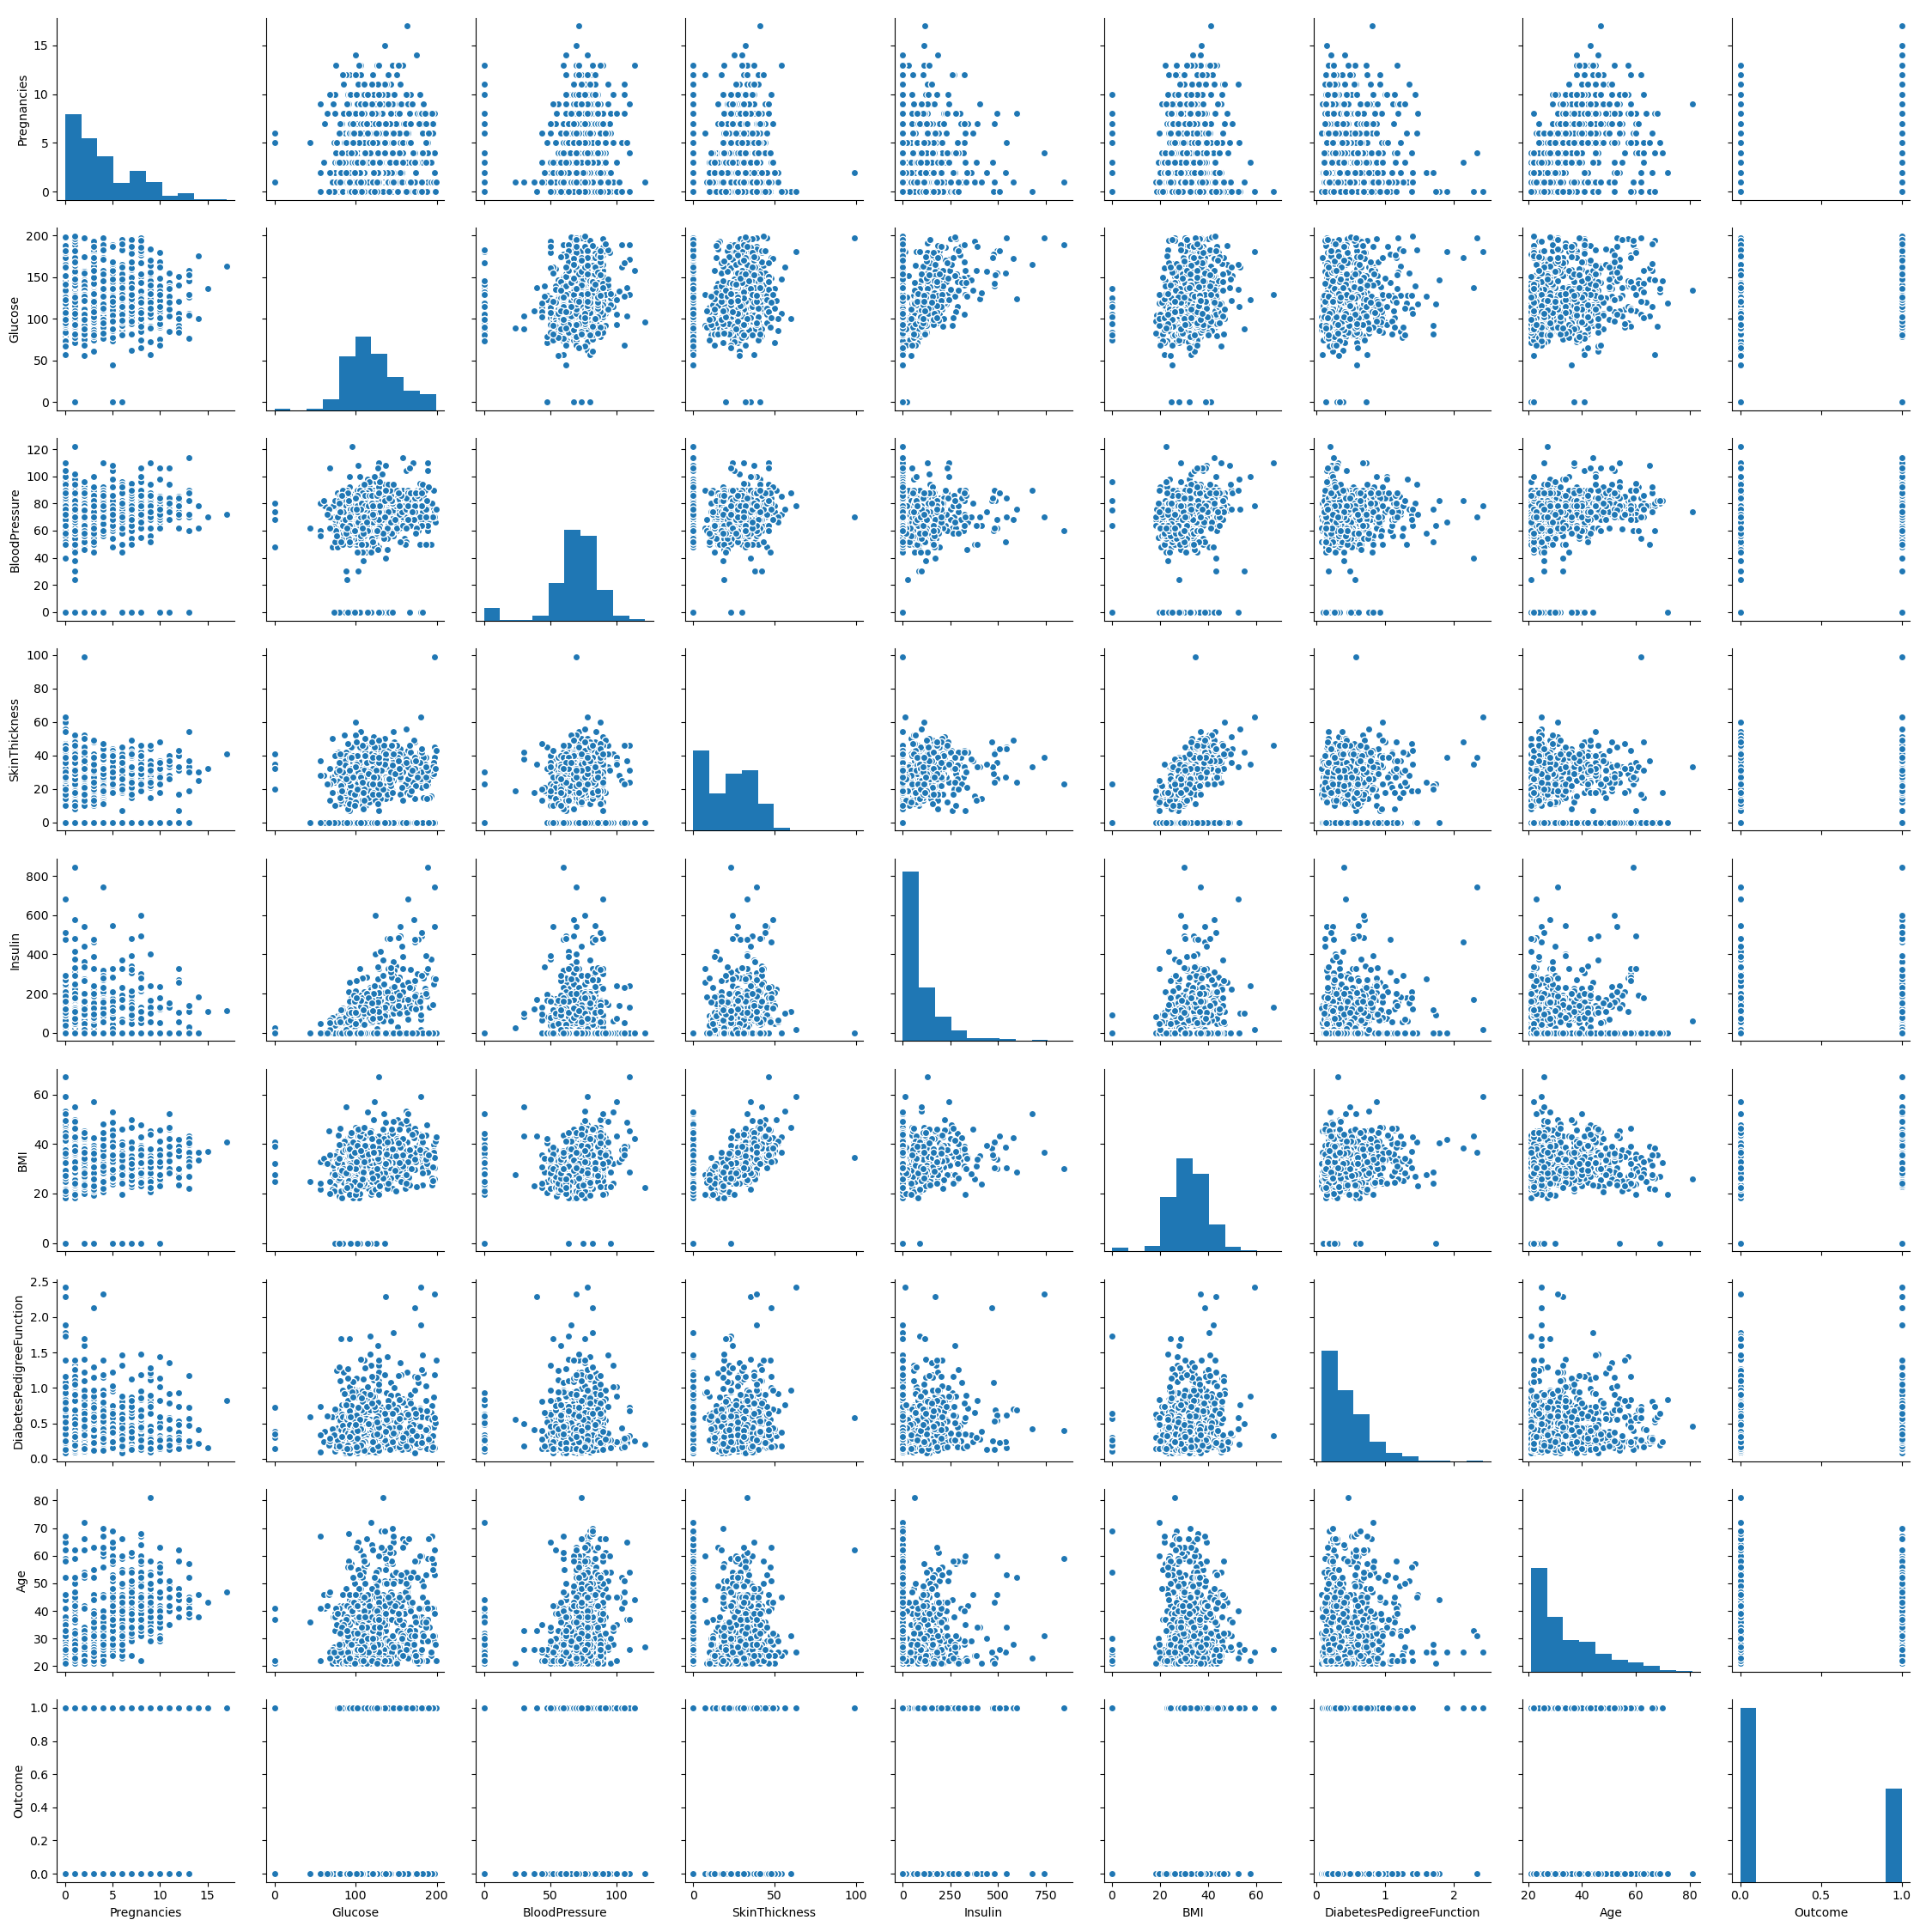 Pregnancies
15
10
5
0
Glucose
200
150
100
50
0
BloodPressure
120
100
80
60
40
20
0
SkinThickness
100
80
60
40
20
0
Insulin
800
600
400
200
0
BMI
60
40
20
0
DiabetesPedigreeFunction
2.5
2.0
1.5
1.0
0.5
0.0
Age
80
70
60
50
40
30
20
Outcome
1.0
0.8
0.6
0.4
0.2
0.0
0 5 10 15
0 100 200
0 50 100
0 50 100
0 250 500 750
0 20 40 60
0 1 2
20 40 60 80
0.0 0.5 1.0
Pregnancies
Glucose
BloodPressure
SkinThickness
Insulin
BMI
DiabetesPedigreeFunction
Age
Outcome